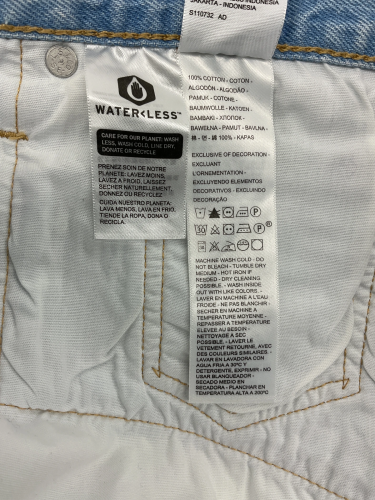 JAKARTA - INDONESIA
S110732 AD
WATER<LESS™
CARE FOR OUR PLANET: WASH
LESS, WASH COLD, LINE DRY,
DONATE OR RECYCLE
PRENEZ SOIN DE NOTRE
PLANÈTE: LAVEZ MOINS,
LAVEZ A FROID, LAISSEZ
SECHER NATURELLEMENT,
DONNEZ OU RECYCLEZ
CUIDA NUESTRO PLANETA:
LAVA MENOS, LAVA EN FRIO,
TIENDE LA ROPA, DONA O
RECICLA.
100% COTTON - COTON -
ALGODÓN - ALGODÃO -
PAMUK - COTONE -
BAUMWOLLE - KATOEN -
BAMBAKI - ХЛОПОК -
BAWEŁNA - PAMUT - BAVLNA -
棉 - 면 - 綿 100% - KAPAS
EXCLUSIVE OF DECORATION -
EXCLUANT
L'ORNEMENTATION -
EXCLUYENDO ELEMENTOS
DECORATIVOS - EXCLUINDO
DECORAÇÃO
MACHINE WASH COLD - DO
NOT BLEACH - TUMBLE DRY
MEDIUM - HOT IRON IF
NEEDED - DRY CLEANING
POSSIBLE. - WASH INSIDE
OUT WITH LIKE COLORS. -
LAVER EN MACHINE A L'EAU
FROIDE - NE PAS BLANCHIR -
SECHER EN MACHINE A
TEMPERATURE MOYENNE -
REPASSER A TEMPERATURE
ELEVEE AU BESOIN -
NETTOYAGE A SEC
POSSIBLE. - LAVER LE
VETEMENT RETOURNE, AVEC
DES COULEURS SIMILAIRES. -
LAVAR EN LAVADORA CON
AGUA FRIA A 30ºC Y
DETERGENTE, EXPRIMIR - NO
USAR BLANQUEADOR -
SECADO MEDIO EN
SECADORA - PLANCHAR EN
TEMPERATURA ALTA A 200ºC